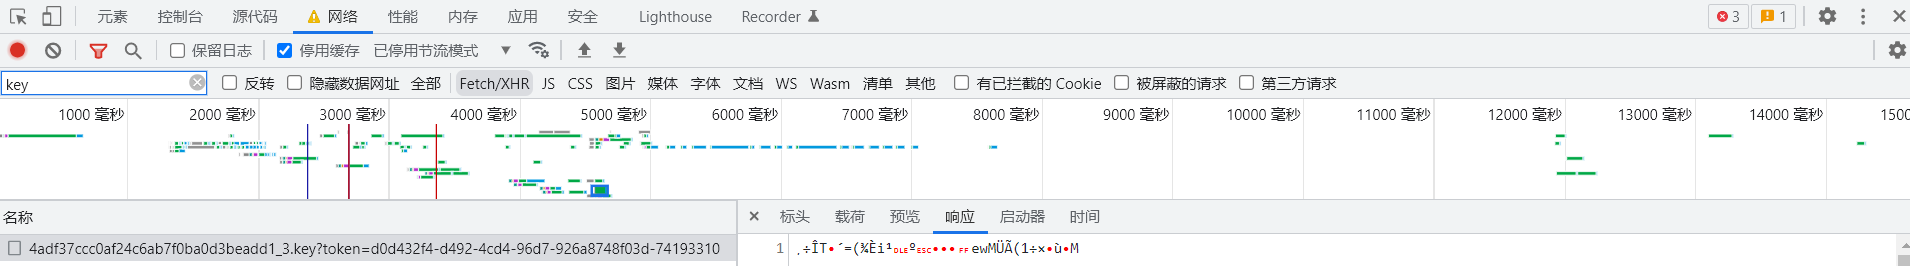 元素 控制台 源代码 网络 性能 内存 应用 安全 Lighthouse Recorder 3 1
保留日志 停用缓存 已停用节流模式
key 反转 隐藏数据网址 全部 Fetch/XHR JS CSS 图片 媒体 字体 文档 WS Wasm 清单 其他 有已拦截的 Cookie 被屏蔽的请求 第三方请求
1000 毫秒 2000 毫秒 3000 毫秒 4000 毫秒 5000 毫秒 6000 毫秒 7000 毫秒 8000 毫秒 9000 毫秒 10000 毫秒 11000 毫秒 12000 毫秒 13000 毫秒 14000 毫秒 1500
名称 标头 载荷 预览 响应 启动器 时间
4adf37ccc0af24c6ab7f0ba0d3beadd1_3.key?token=d0d432f4-d492-4cd4-96d7-926a8748f03d-74193310 1 ¸÷ÎT•´=(¾Èi¹DLEºESC•••FFewMÜÃ(1÷×•ù•M